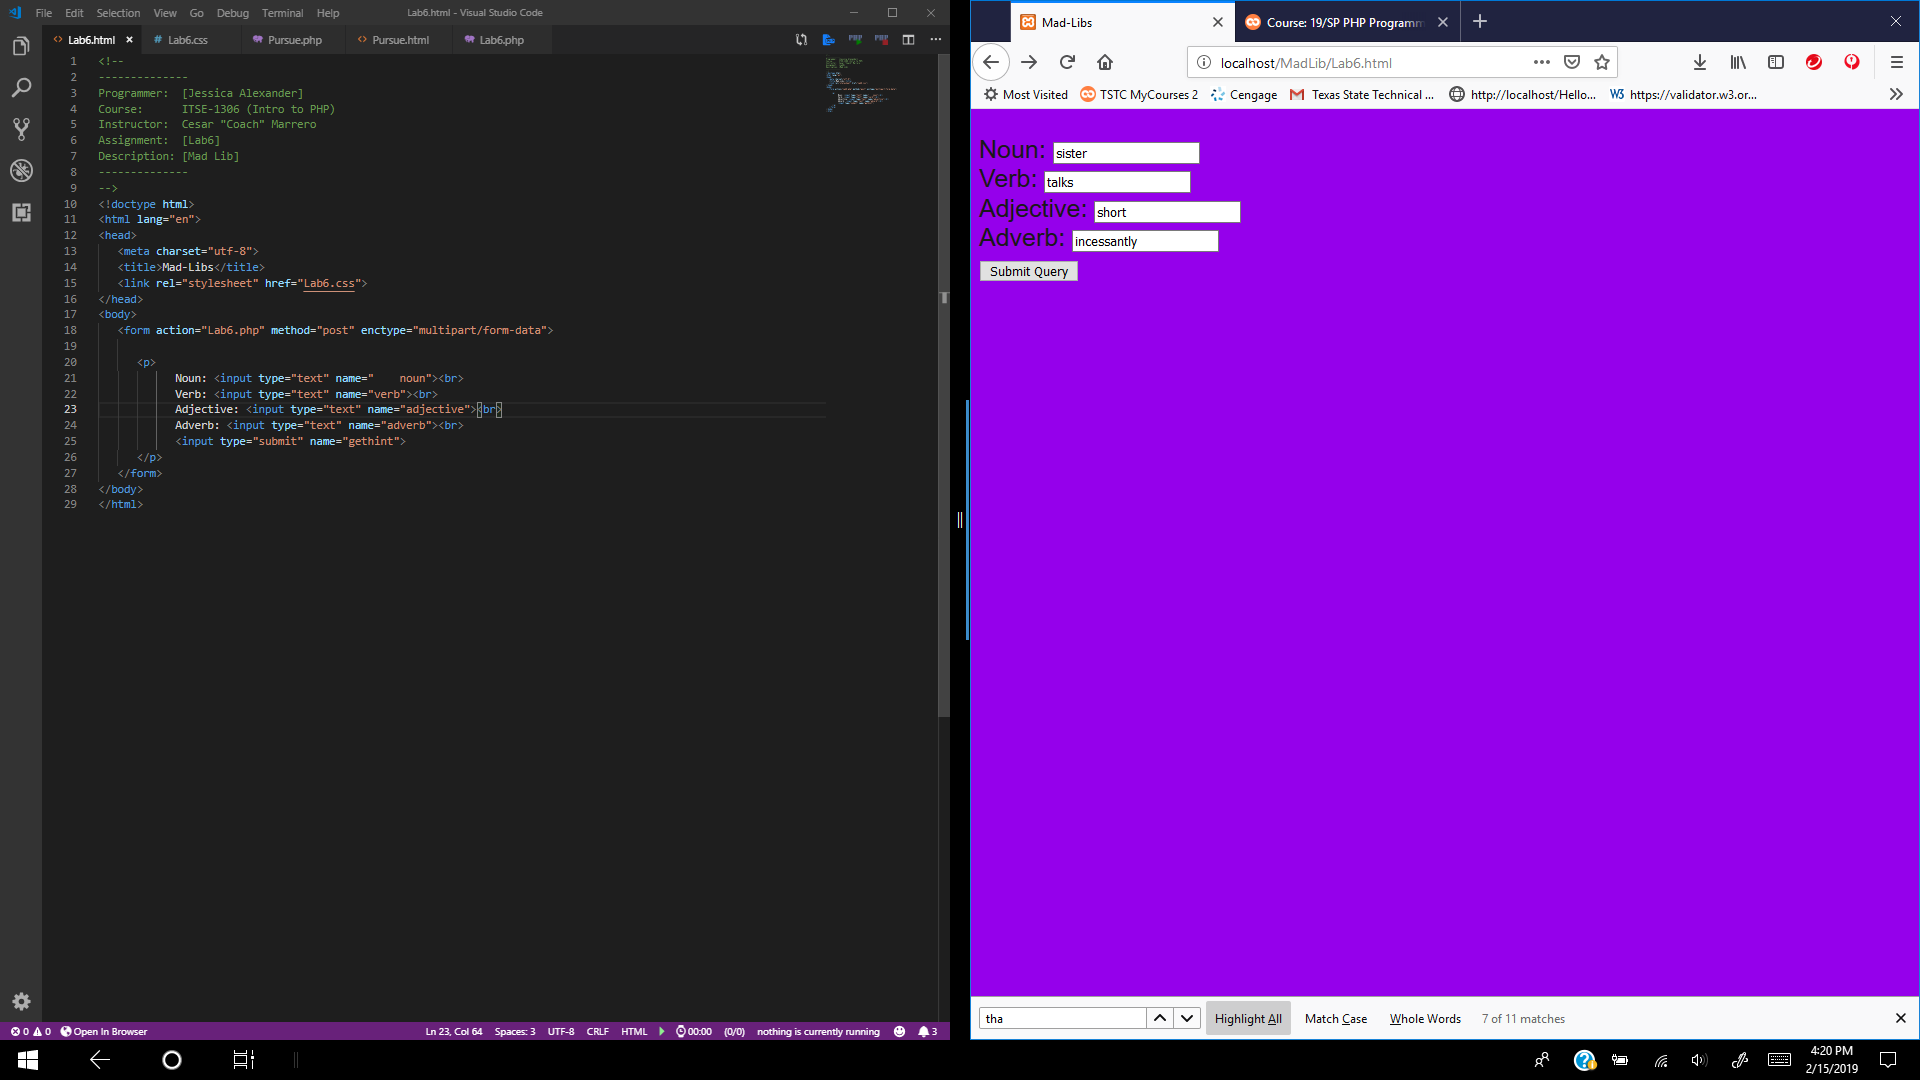 File Edit Selection View Go Debug Terminal Help Lab6.html - Visual Studio Code
Lab6.html Lab6.css Pursue.php Pursue.html Lab6.php
1 <!--
2 --------------
3 Programmer: [Jessica Alexander]
4 Course: ITSE-1306 (Intro to PHP)
5 Instructor: Cesar "Coach" Marrero
6 Assignment: [Lab6]
7 Description: [Mad Lib]
8 --------------
9 -->
10 <!doctype html>
11 <html lang="en">
12 <head>
13 <meta charset="utf-8">
14 <title>Mad-Libs</title>
15 <link rel="stylesheet" href="Lab6.css">
16 </head>
17 <body>
18 <form action="Lab6.php" method="post" enctype="multipart/form-data">
19
20 <p>
21 Noun: <input type="text" name="    noun"><br>
22 Verb: <input type="text" name="verb"><br>
23 Adjective: <input type="text" name="adjective"><br>
24 Adverb: <input type="text" name="adverb"><br>
25 <input type="submit" name="gethint">
26 </p>
27 </form>
28 </body>
29 </html>
0 0 Open In Browser Ln 23, Col 64 Spaces: 3 UTF-8 CRLF HTML 00:00 (0/0) nothing is currently running 3
Mad-Libs Course: 19/SP PHP Programm
localhost/MadLib/Lab6.html
Most Visited TSTC MyCourses 2 Cengage Texas State Technical ... http://localhost/Hello... W3 https://validator.w3.or...
Noun: sister
Verb: talks
Adjective: short
Adverb: incessantly
Submit Query
tha Highlight All Match Case Whole Words 7 of 11 matches
4:20 PM
2/15/2019